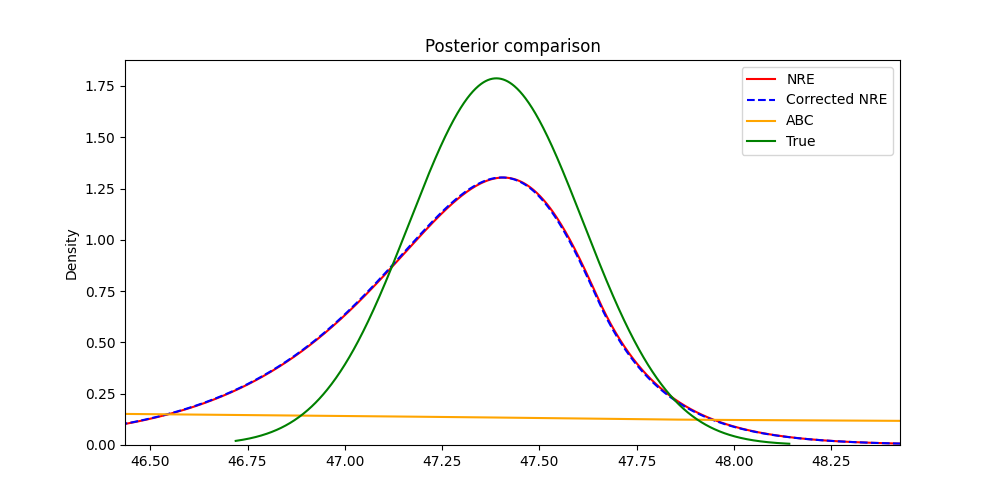 Posterior comparison
NRE
Corrected NRE
ABC
True
Density
1.75
1.50
1.25
1.00
0.75
0.50
0.25
0.00
46.50 46.75 47.00 47.25 47.50 47.75 48.00 48.25